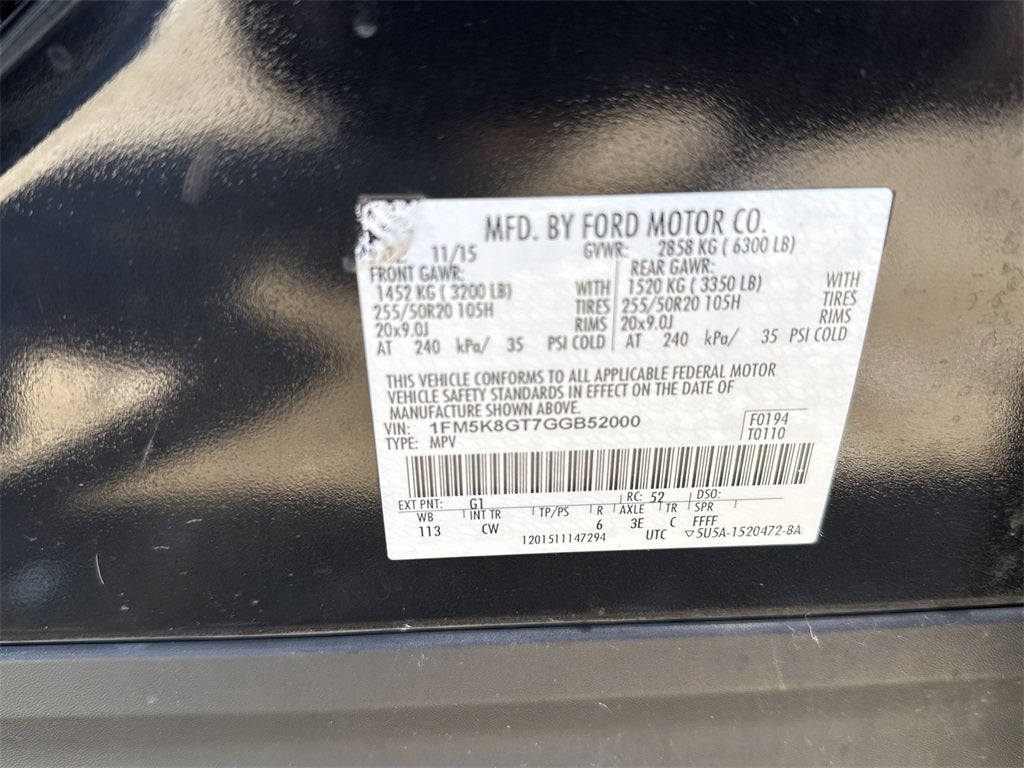 MFD. BY FORD MOTOR CO.
11/15 GVWR: 2858 KG ( 6300 LB)
FRONT GAWR: REAR GAWR:
1452 KG ( 3200 LB) WITH 1520 KG ( 3350 LB) WITH
255/50R20 105H TIRES 255/50R20 105H TIRES
20x9.0J RIMS 20x9.0J RIMS
AT 240 kPa/ 35 PSI COLD AT 240 kPa/ 35 PSI COLD
THIS VEHICLE CONFORMS TO ALL APPLICABLE FEDERAL MOTOR
VEHICLE SAFETY STANDARDS IN EFFECT ON THE DATE OF
MANUFACTURE SHOWN ABOVE.
VIN: 1FM5K8GT7GGB52000 F0194
TYPE: MPV T0110
EXT PNT: G1 RC: 52 DSO:
WB INT TR TP/PS R AXLE TR SPR
113 CW 6 3E C FFFF
1201511147294 UTC ▽5U5A-1520472-BA